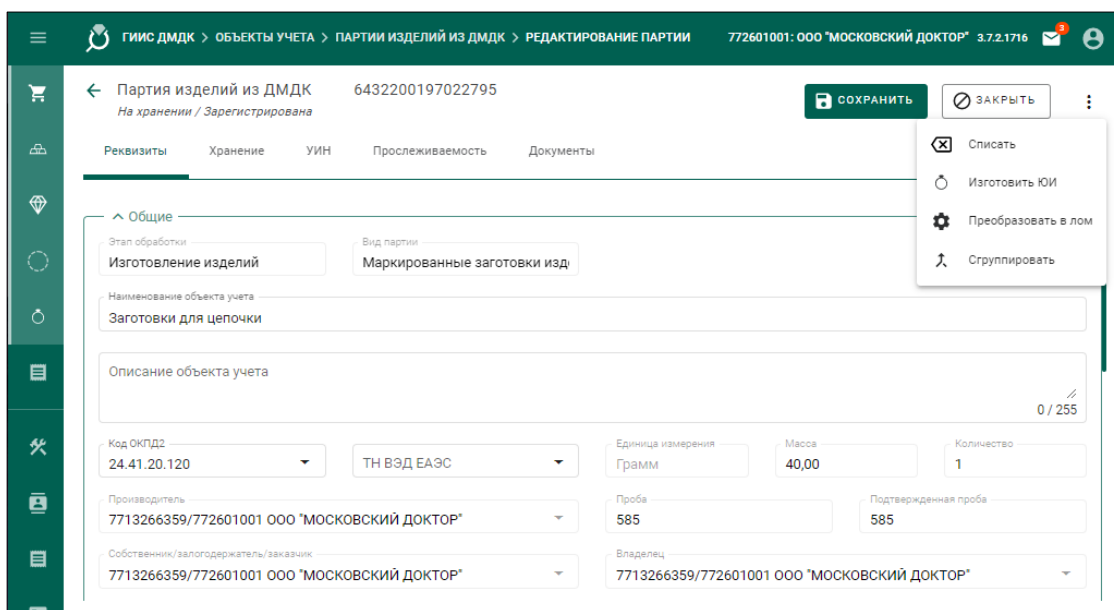 ГИИС ДМДК > ОБЪЕКТЫ УЧЕТА > ПАРТИИ ИЗДЕЛИЙ ИЗ ДМДК > РЕДАКТИРОВАНИЕ ПАРТИИ 772601001: ООО "МОСКОВСКИЙ ДОКТОР" 3.7.2.1716 3
Партия изделий из ДМДК 6432200197022795
СОХРАНИТЬ ЗАКРЫТЬ
На хранении / Зарегистрирована
Реквизиты Хранение УИН Прослеживаемость Документы
Списать
Изготовить ЮИ
Преобразовать в лом
Сгруппировать
Общие
Этап обработки Вид партии
Изготовление изделий Маркированные заготовки изд
Наименование объекта учета
Заготовки для цепочки
Описание объекта учета
0 / 255
Код ОКПД2 Единица измерения Масса Количество
24.41.20.120 ТН ВЭД ЕАЭС Грамм 40,00 1
Производитель Проба Подтвержденная проба
7713266359/772601001 ООО "МОСКОВСКИЙ ДОКТОР" 585 585
Собственник/залогодержатель/заказчик Владелец
7713266359/772601001 ООО "МОСКОВСКИЙ ДОКТОР" 7713266359/772601001 ООО "МОСКОВСКИЙ ДОКТОР"